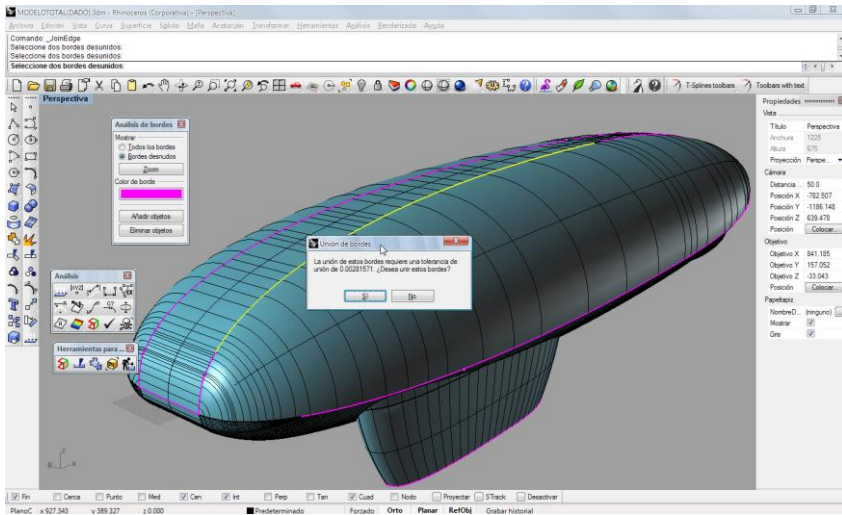 MODELOTOTAL(DADO).3dm - Rhinoceros (Corporativa) - [Perspectiva]
Archivo Edición Vista Curva Superficie Sólido Malla Acotación Transformar Herramientas Análisis Renderizado Ayuda
Comando: _JoinEdge
Seleccione dos bordes desunidos:
Seleccione dos bordes desunidos:
Seleccione dos bordes desunidos:
T-Splines toolbars Toolbars with text
Perspectiva
Análisis de bordes
Mostrar
Todos los bordes
Bordes desnudos
Zoom
Color de borde
Añadir objetos
Eliminar objetos
Unión de bordes
La unión de estos bordes requiere una tolerancia de
unión de 0.00281571. ¿Desea unir estos bordes?
Sí No
Análisis
Herramientas para ...
Propiedades
Vista
Título Perspectiva
Anchura 1225
Altura 675
Proyección Perspe...
Cámara
Distancia ... 50.0
Posición X -782.507
Posición Y -1186.148
Posición Z 639.478
Posición Colocar...
Objetivo
Objetivo X 841.185
Objetivo Y 157.052
Objetivo Z -33.043
Posición Colocar...
Papeltapiz
NombreD... (ninguno) ...
Mostrar
Gris
z
y x
Fin Cerca Punto Med Cen Int Perp Tan Cuad Nodo Proyectar STrack Desactivar
PlanoC x 927.343 y 389.327 z 0.000 Predeterminado Forzado Orto Planar RefObj Grabar historial